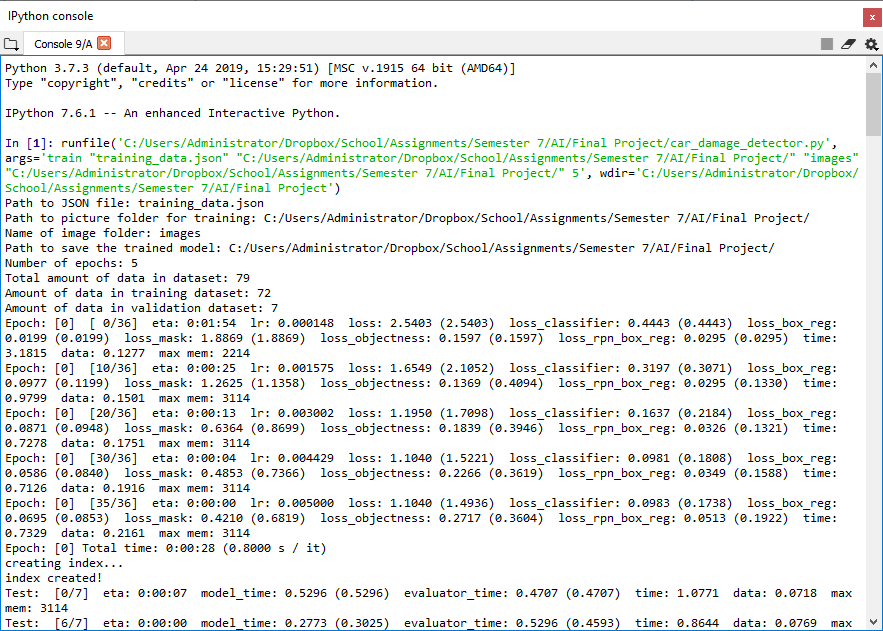 IPython console
Console 9/A
Python 3.7.3 (default, Apr 24 2019, 15:29:51) [MSC v.1915 64 bit (AMD64)]
Type "copyright", "credits" or "license" for more information.
IPython 7.6.1 -- An enhanced Interactive Python.
In [1]: runfile('C:/Users/Administrator/Dropbox/School/Assignments/Semester 7/AI/Final Project/car_damage_detector.py',
args='train "training_data.json" "C:/Users/Administrator/Dropbox/School/Assignments/Semester 7/AI/Final Project/" "images"
"C:/Users/Administrator/Dropbox/School/Assignments/Semester 7/AI/Final Project/" 5', wdir='C:/Users/Administrator/Dropbox/
School/Assignments/Semester 7/AI/Final Project')
Path to JSON file: training_data.json
Path to picture folder for training: C:/Users/Administrator/Dropbox/School/Assignments/Semester 7/AI/Final Project/
Name of image folder: images
Path to save the trained model: C:/Users/Administrator/Dropbox/School/Assignments/Semester 7/AI/Final Project/
Number of epochs: 5
Total amount of data in dataset: 79
Amount of data in training dataset: 72
Amount of data in validation dataset: 7
Epoch: [0]  [ 0/36]  eta: 0:01:54  lr: 0.000148  loss: 2.5403 (2.5403)  loss_classifier: 0.4443 (0.4443)  loss_box_reg:
0.0199 (0.0199)  loss_mask: 1.8869 (1.8869)  loss_objectness: 0.1597 (0.1597)  loss_rpn_box_reg: 0.0295 (0.0295)  time:
3.1815  data: 0.1277  max mem: 2214
Epoch: [0]  [10/36]  eta: 0:00:25  lr: 0.001575  loss: 1.6549 (2.1052)  loss_classifier: 0.3197 (0.3071)  loss_box_reg:
0.0977 (0.1199)  loss_mask: 1.2625 (1.1358)  loss_objectness: 0.1369 (0.4094)  loss_rpn_box_reg: 0.0295 (0.1330)  time:
0.9799  data: 0.1501  max mem: 3114
Epoch: [0]  [20/36]  eta: 0:00:13  lr: 0.003002  loss: 1.1950 (1.7098)  loss_classifier: 0.1637 (0.2184)  loss_box_reg:
0.0871 (0.0948)  loss_mask: 0.6364 (0.8699)  loss_objectness: 0.1839 (0.3946)  loss_rpn_box_reg: 0.0326 (0.1321)  time:
0.7278  data: 0.1751  max mem: 3114
Epoch: [0]  [30/36]  eta: 0:00:04  lr: 0.004429  loss: 1.1040 (1.5221)  loss_classifier: 0.0981 (0.1808)  loss_box_reg:
0.0586 (0.0840)  loss_mask: 0.4853 (0.7366)  loss_objectness: 0.2266 (0.3619)  loss_rpn_box_reg: 0.0349 (0.1588)  time:
0.7126  data: 0.1916  max mem: 3114
Epoch: [0]  [35/36]  eta: 0:00:00  lr: 0.005000  loss: 1.1040 (1.4936)  loss_classifier: 0.0983 (0.1738)  loss_box_reg:
0.0695 (0.0853)  loss_mask: 0.4210 (0.6819)  loss_objectness: 0.2717 (0.3604)  loss_rpn_box_reg: 0.0513 (0.1922)  time:
0.7329  data: 0.2161  max mem: 3114
Epoch: [0] Total time: 0:00:28 (0.8000 s / it)
creating index...
index created!
Test:  [0/7]  eta: 0:00:07  model_time: 0.5296 (0.5296)  evaluator_time: 0.4707 (0.4707)  time: 1.0771  data: 0.0718  max
mem: 3114
Test:  [6/7]  eta: 0:00:00  model_time: 0.2773 (0.3025)  evaluator_time: 0.5296 (0.4593)  time: 0.8644  data: 0.0769  max